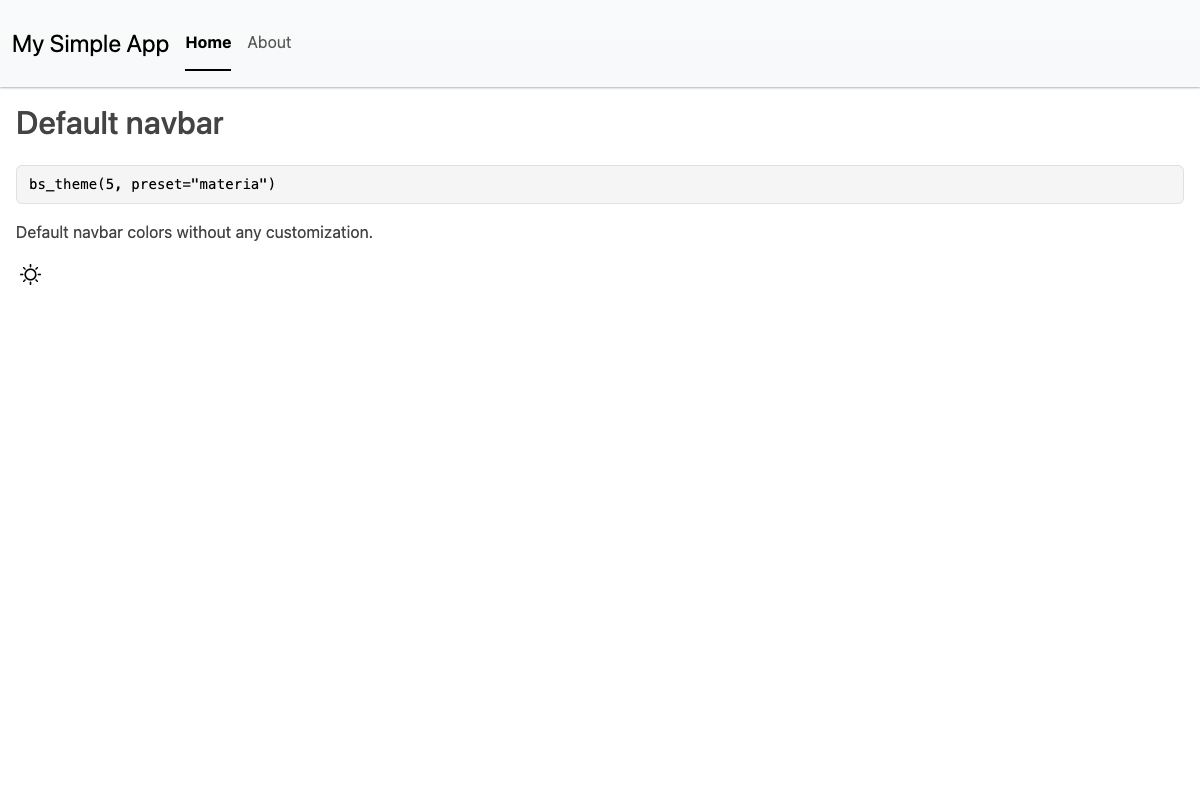 My Simple App Home About
Default navbar
bs_theme(5, preset="materia")
Default navbar colors without any customization.